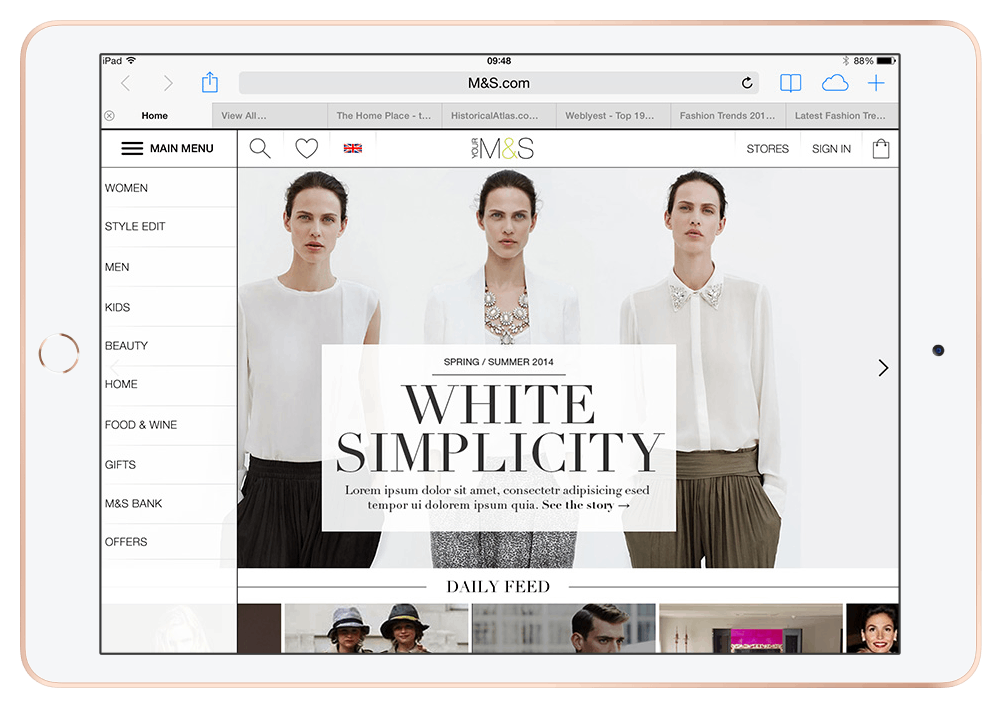 iPad 09:48 88%
M&S.com
Home View All... The Home Place - t... HistoricalAtlas.co... Weblyest - Top 19... Fashion Trends 201... Latest Fashion Tre...
MAIN MENU YOUR M&S STORES SIGN IN
WOMEN
STYLE EDIT
MEN
KIDS
BEAUTY
HOME
FOOD & WINE
GIFTS
M&S BANK
OFFERS
SPRING / SUMMER 2014
WHITE
SIMPLICITY
Lorem ipsum dolor sit amet, consectetr adipisicing esed
tempor ui dolorem ipsum quia. See the story →
DAILY FEED